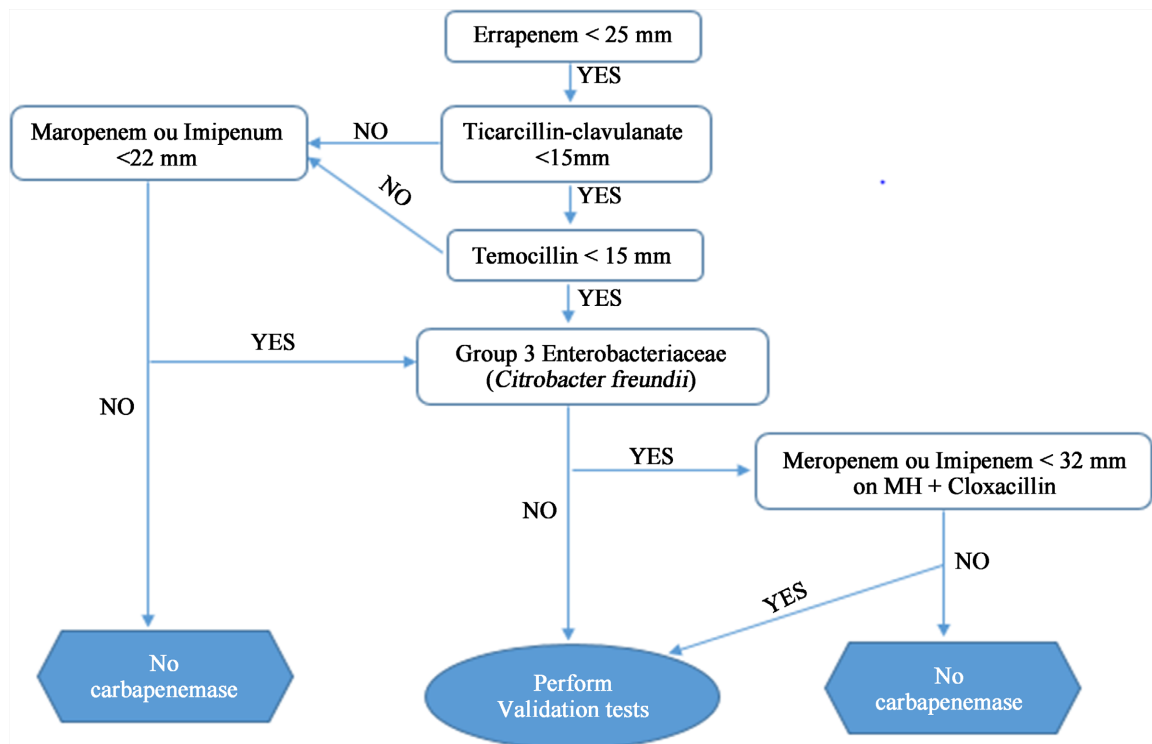 Errapenem < 25 mm
YES
Maropenem ou Imipenum
<22 mm
NO
Ticarcillin-clavulanate
<15mm
NO
YES
Temocillin < 15 mm
YES
YES
Group 3 Enterobacteriaceae
(Citrobacter freundii)
NO
YES
Meropenem ou Imipenem < 32 mm
on MH + Cloxacillin
NO
NO
YES
No
carbapenemase
Perform
Validation tests
No
carbapenemase